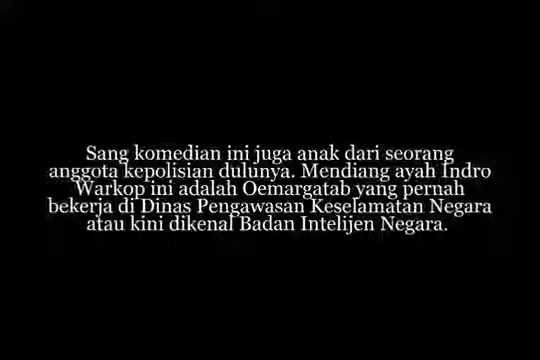 Sang komedian ini juga anak dari seorang
anggota kepolisian dulunya. Mendiang ayah Indro
Warkop ini adalah Oemargatab yang pernah
bekerja di Dinas Pengawasan Keselamatan Negara
atau kini dikenal Badan Intelijen Negara.